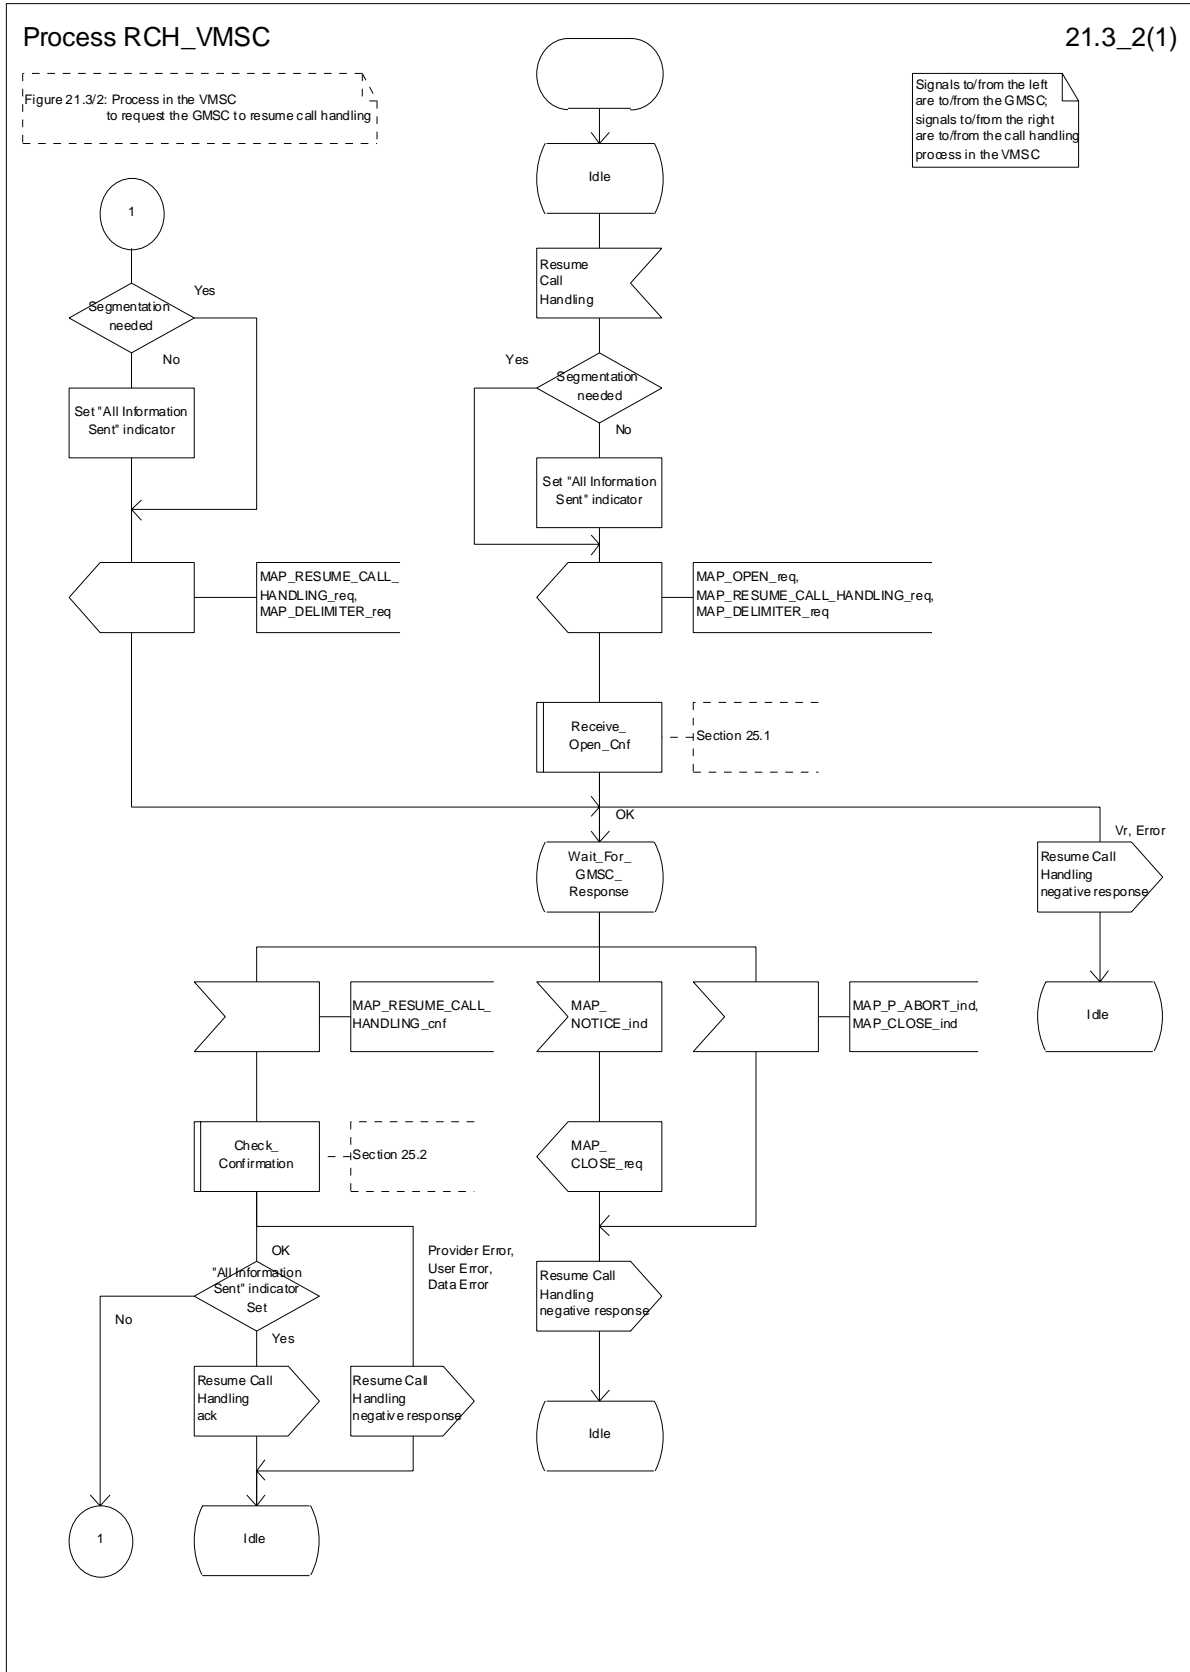 Process RCH_VMSC
21.3_2(1)
Figure 21.3/2: Process in the VMSC
to request the GMSC to resume call handling
Signals to/from the left
are to/from the GMSC;
signals to/from the right
are to/from the call handling
process in the VMSC
Idle
1
Resume
Call
Handling
Segmentation
needed
Yes
No
Set "All Information
Sent" indicator
Segmentation
needed
Yes
No
Set "All Information
Sent" indicator
MAP_RESUME_CALL_
HANDLING_req,
MAP_DELIMITER_req
MAP_OPEN_req,
MAP_RESUME_CALL_HANDLING_req,
MAP_DELIMITER_req
Receive_
Open_Cnf
Section 25.1
OK
Vr, Error
Wait_For_
GMSC_
Response
Resume Call
Handling
negative response
Idle
MAP_RESUME_CALL_
HANDLING_cnf
MAP_
NOTICE_ind
MAP_P_ABORT_ind,
MAP_CLOSE_ind
Check_
Confirmation
Section 25.2
MAP_
CLOSE_req
OK
Provider Error,
User Error,
Data Error
"All Information
Sent" indicator
Set
No
Yes
Resume Call
Handling
negative response
Resume Call
Handling
ack
Resume Call
Handling
negative response
Idle
1
Idle